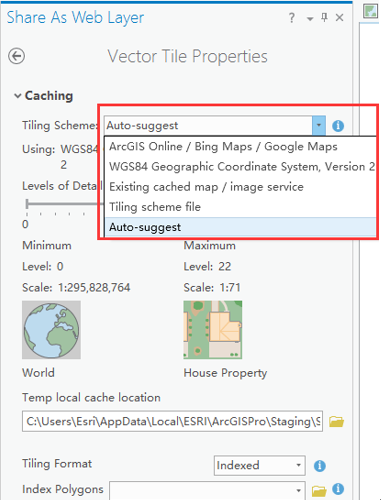 Share As Web Layer
Vector Tile Properties
Caching
Tiling Scheme: Auto-suggest
ArcGIS Online / Bing Maps / Google Maps
Using: WGS84
WGS84 Geographic Coordinate System, Version 2
2
Existing cached map / image service
Levels of Detail
Tiling scheme file
0
Auto-suggest
Minimum Maximum
Level: 0 Level: 22
Scale: 1:295,828,764 Scale: 1:71
World House Property
Temp local cache location
C:\Users\Esri\AppData\Local\ESRI\ArcGISPro\Staging\S
Tiling Format Indexed
Index Polygons